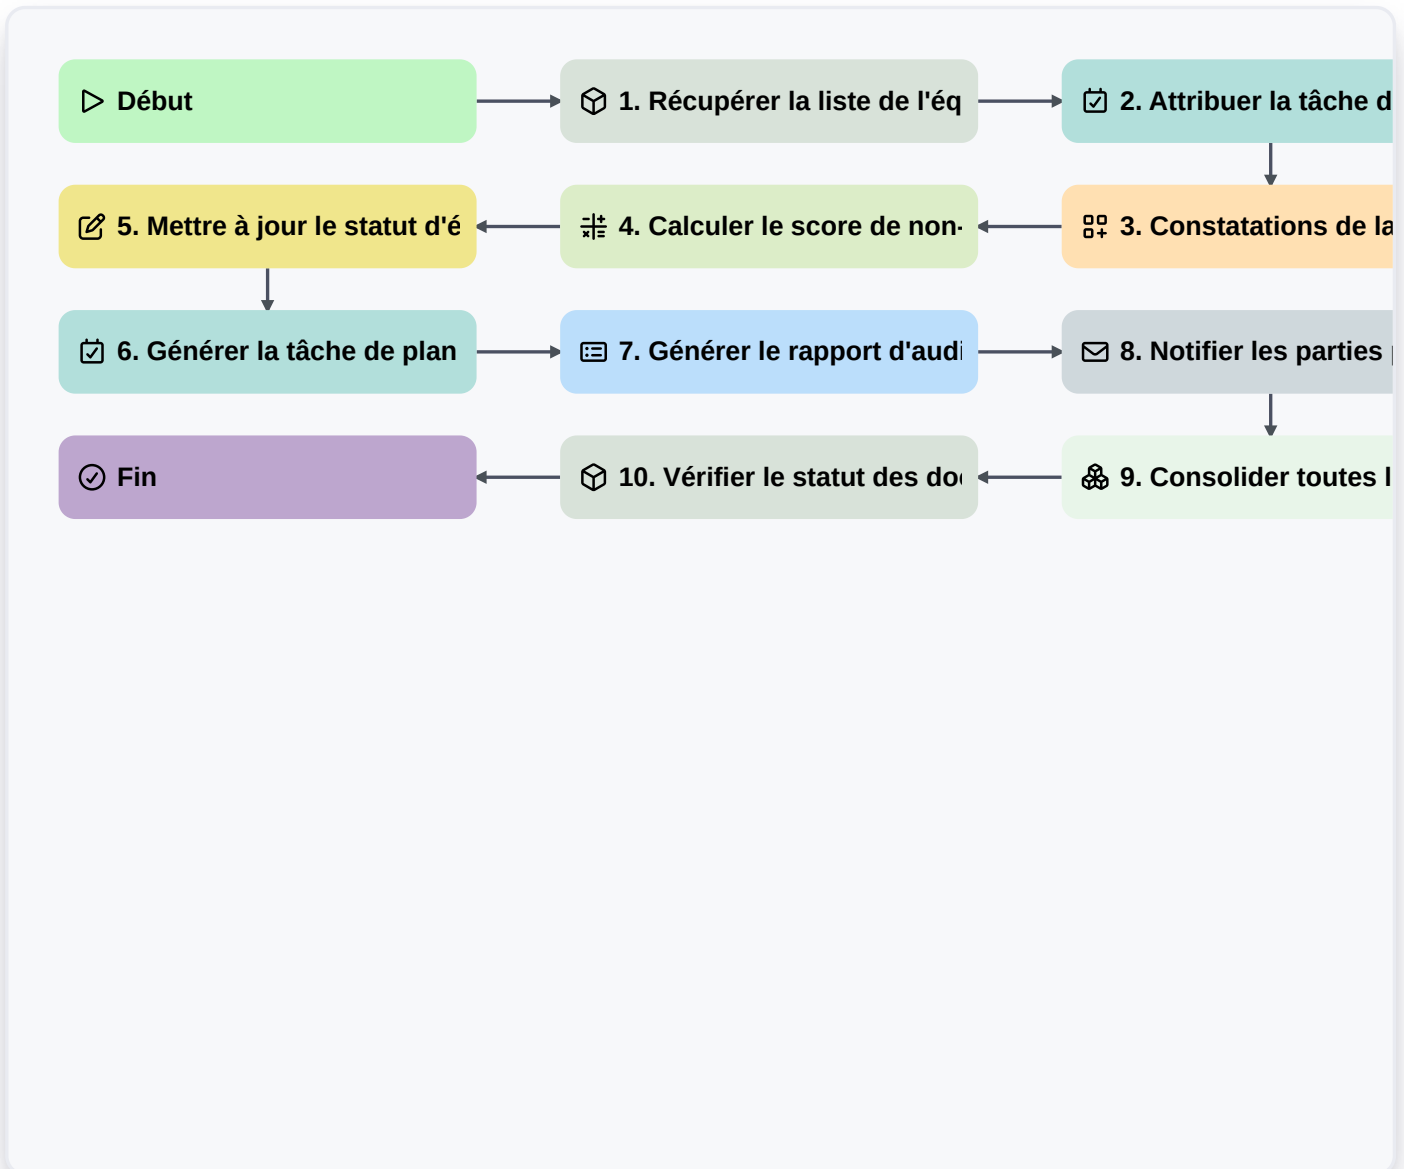 Début
1. Récupérer la liste de l'éq
2. Attribuer la tâche d
5. Mettre à jour le statut d'é
4. Calculer le score de non-
3. Constatations de la
6. Générer la tâche de plan
7. Générer le rapport d'audi
8. Notifier les parties
Fin
10. Vérifier le statut des doc
9. Consolider toutes l